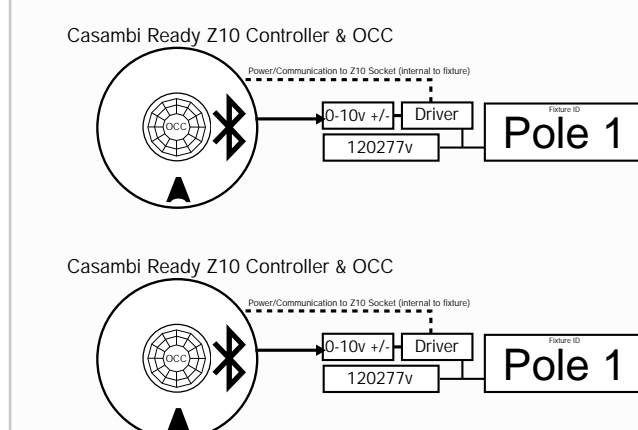 Casambi Ready Z10 Controller & OCC
Power/Communication to Z10 Socket (internal to fixture)
OCC
0-10v +/-
Driver
120277v
Fixture ID
Pole 1
Casambi Ready Z10 Controller & OCC
Power/Communication to Z10 Socket (internal to fixture)
OCC
0-10v +/-
Driver
120277v
Fixture ID
Pole 1